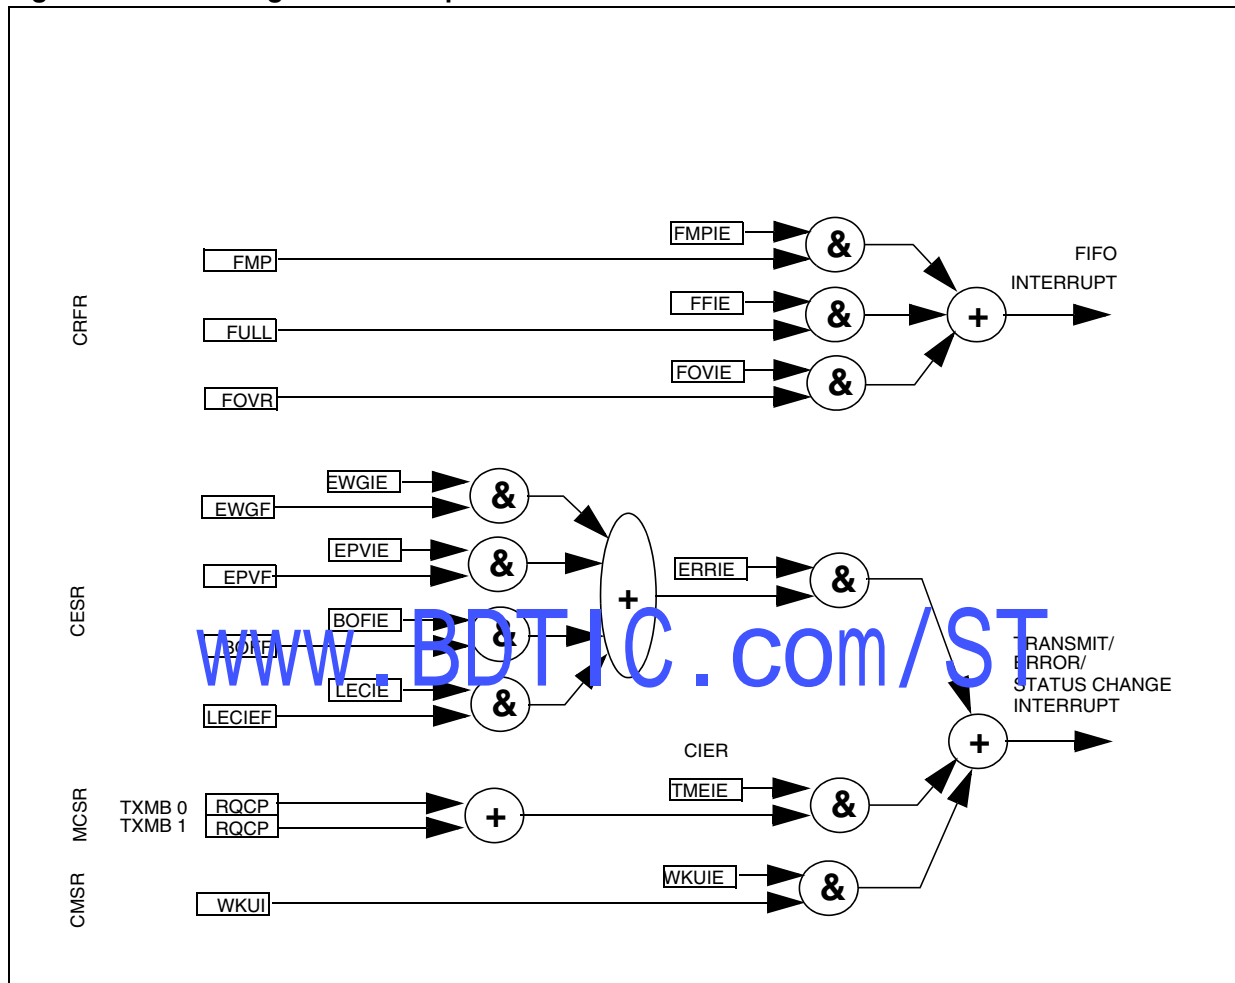 FMPIE
FMP
FIFO
INTERRUPT
&
FFIE
FULL
&
+
CRFR
FOVIE
FOVR
&
EWGIE
EWGF
&
EPVIE
EPVF
&
ERRIE
&
+
CESR
BOFIE
BOFF
&
www.BDTIC.com/ST
LECIE
LECIEF
&
TRANSMIT/
ERROR/
STATUS CHANGE
INTERRUPT
+
CIER
MCSR
TXMB 0 RQCP
TXMB 1 RQCP
+
TMEIE
&
CMSR
WKUIE
WKUI
&